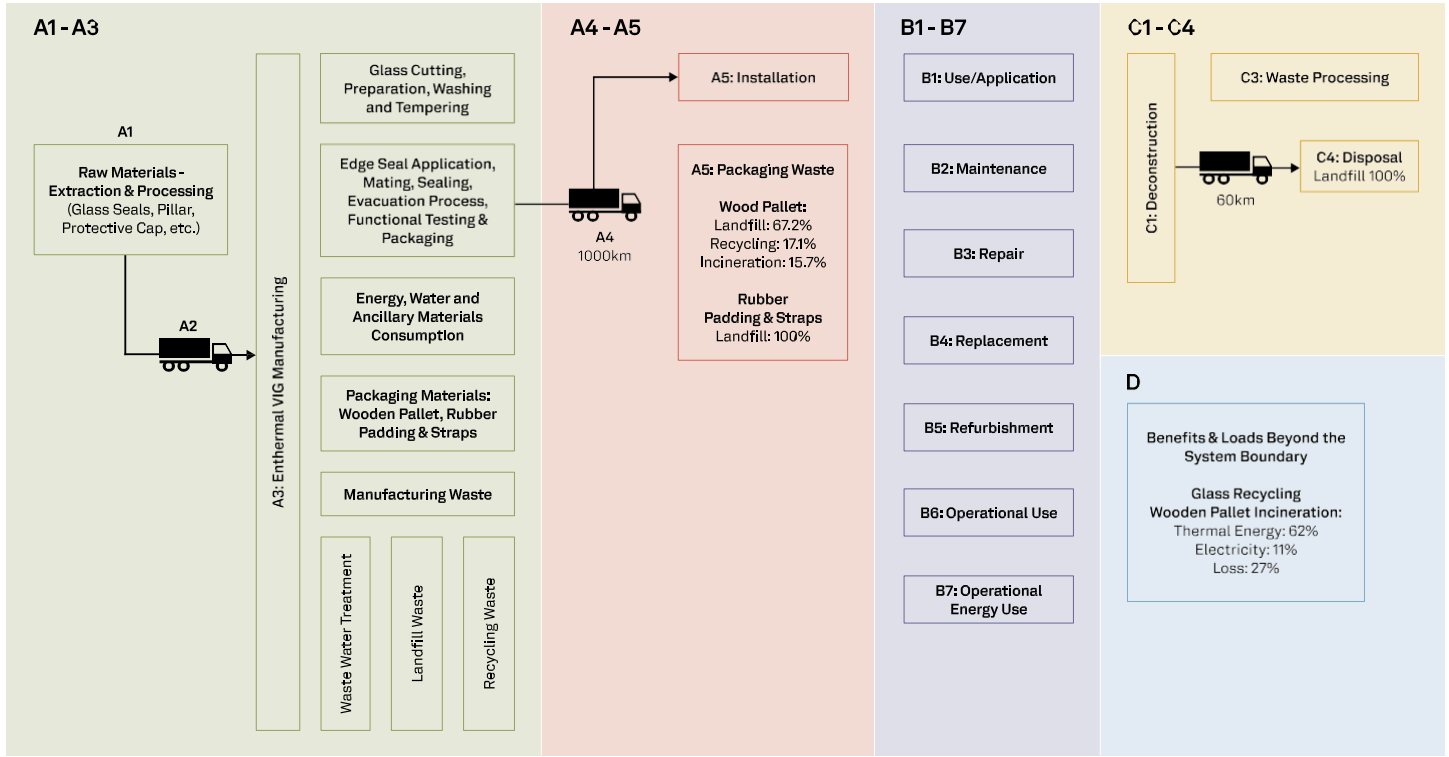 A1 - A3
A1
Raw Materials -
Extraction & Processing
(Glass Seals, Pillar,
Protective Cap, etc.)
A2
A3: Enthermal VIG Manufacturing
Glass Cutting,
Preparation, Washing
and Tempering
Edge Seal Application,
Mating, Sealing,
Evacuation Process,
Functional Testing &
Packaging
Energy, Water and
Ancillary Materials
Consumption
Packaging Materials:
Wooden Pallet, Rubber
Padding & Straps
Manufacturing Waste
Waste Water Treatment
Landfill Waste
Recycling Waste
A4 - A5
A4
1000km
A5: Installation
A5: Packaging Waste
Wood Pallet:
Landfill: 67.2%
Recycling: 17.1%
Incineration: 15.7%
Rubber
Padding & Straps
Landfill: 100%
B1 - B7
B1: Use/Application
B2: Maintenance
B3: Repair
B4: Replacement
B5: Refurbishment
B6: Operational Use
B7: Operational
Energy Use
C1 - C4
C1: Deconstruction
C3: Waste Processing
60km
C4: Disposal
Landfill 100%
D
Benefits & Loads Beyond the
System Boundary
Glass Recycling
Wooden Pallet Incineration:
Thermal Energy: 62%
Electricity: 11%
Loss: 27%